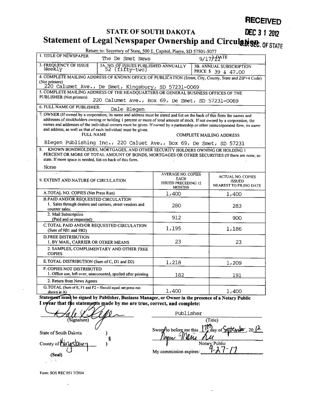 RECEIVED
DEC 31 2012
STATE OF SOUTH DAKOTA
Statement of Legal Newspaper Ownership and Circulation
SEC. OF STATE
Return to: Secretary of State, 500 E. Capitol, Pierre, SD 57501-5077
1. TITLE OF NEWSPAPER
The De Smet News
9/17/
3. FREQUENCY OF ISSUE
Weekly
3A. NO. OF ISSUES PUBLISHED ANNUALLY
52 (fifty-two)
3B. ANNUAL SUBSCRIPTION
PRICE $ 39 & 47.00
4. COMPLETE MAILING ADDRESS OF KNOWN OFFICE OF PUBLICATION (Street, City, County, State and ZIP+4 Code)
(Not printers)
220 Calumet Ave., De Smet, Kingsbury, SD 57231-0069
5. COMPLETE MAILING ADDRESS OF THE HEADQUARTERS OR GENERAL BUSINESS OFFICES OF THE
PUBLISHER (Not printers)
220 Calumet Ave., Box 69, De Smet, SD 57231-0069
6. FULL NAME OF PUBLISHER:
Dale Blegen
7. OWNER (If owned by a corporation, its name and address must be stated and list on the back of this form the names and
addresses of stockholders owning or holding 1 percent or more of total amount of stock. If not owned by a corporation, the
names and addresses of the individual owners must be given. If owned by a partnership or other unincorporated firm, its name
and address, as well as that of each individual must be given.
FULL NAME COMPLETE MAILING ADDRESS
Blegen Publishing Inc., 220 Caluet Ave., Box 69, De Smet, SD 57231
8. KNOWN BONDHOLDERS, MORTGAGES, AND OTHER SECURITY HOLDERS OWNING OR HOLDING 1
PERCENT OR MORE OF TOTAL AMOUNT OF BONDS, MORTGAGES OR OTHER SECURITIES (If there are none, so
state. If more space is needed, list on back of this form.
None
9. EXTENT AND NATURE OF CIRCULATION
AVERAGE NO. COPIES
EACH
ISSUED PRECEDING 12
MONTHS
ACTUAL NO. COPIES
ISSUED
NEAREST TO FILING DATE
A. TOTAL NO. COPIES (Net Press Run) 1,400 1,400
B. PAID AND/OR REQUESTED CIRCULATION
1. Sales through dealers and carriers, street vendors and
counter sales. 280 283
2. Mail Subscription
(Paid and or requested) 912 900
C. TOTAL PAID AND/OR REQUESTED CIRCULATION
(Sum of 9B1 and 9B2) 1,195 1,186
D. FREE DISTRIBUTION
1. BY MAIL, CARRIER OR OTHER MEANS 23 23
2. SAMPLES, COMPLIMENTARY AND OTHER FREE
COPIES
E. TOTAL DISTRIBUTION (Sum of C, D1 and D2) 1,218 1,209
F. COPIES NOT DISTRIBUTED
1. Office use, left over, unaccounted, spoiled after printing 182 191
2. Return from News Agents
G. TOTAL (Sum of E, F1 and F2 - Should equal net press run
shown in A) 1,400 1,400
Statement must be signed by Publisher, Business Manager, or Owner in the presence of a Notary Public
I swear that the statements made by me are true, correct, and complete:
Publisher
(Signature) (Title)
State of South Dakota )
§
County of Kingsbury )
(Seal)
Sworn to before me this 17th day of September, 2012
Notary Public
My commission expires: 9-27-17
Form: SOS REC 051 7/2004